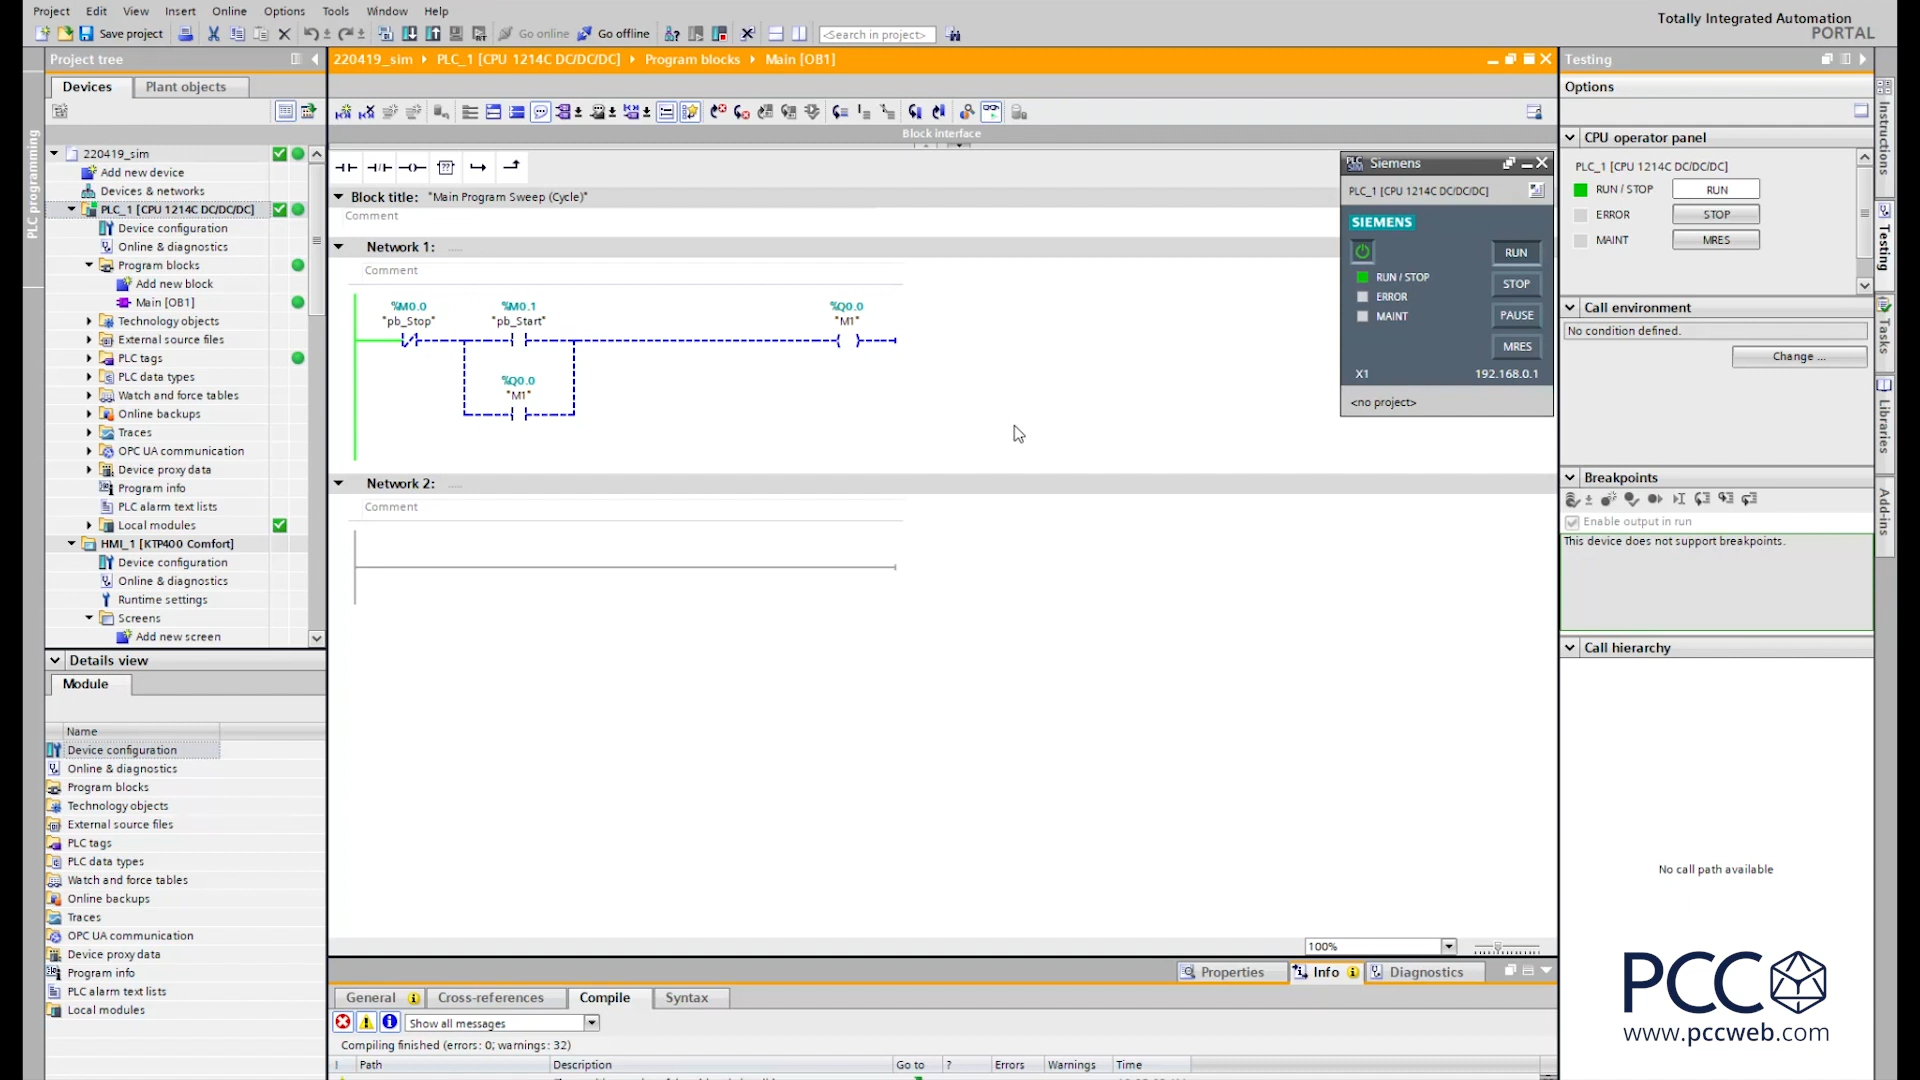 Project Edit View Insert Online Options Tools Window Help
Totally Integrated Automation
PORTAL
Save project
Go online
Go offline
<Search in project>
Project tree
220419_sim
PLC_1 [CPU 1214C DC/DC/DC]
Program blocks
Main [OB1]
Testing
Devices
Plant objects
Options
PLC programming
Block interface
220419_sim
Add new device
Devices & networks
PLC_1 [CPU 1214C DC/DC/DC]
Device configuration
Online & diagnostics
Program blocks
Add new block
Main [OB1]
Technology objects
External source files
PLC tags
PLC data types
Watch and force tables
Online backups
Traces
OPC UA communication
Device proxy data
Program info
PLC alarm text lists
Local modules
HMI_1 [KTP400 Comfort]
Device configuration
Online & diagnostics
Runtime settings
Screens
Add new screen
Details view
Module
Name
Device configuration
Online & diagnostics
Program blocks
Technology objects
External source files
PLC tags
PLC data types
Watch and force tables
Online backups
Traces
OPC UA communication
Device proxy data
Program info
PLC alarm text lists
Local modules
??
Block title: "Main Program Sweep (Cycle)"
Comment
Network 1: .....
Comment
%M0.0
"pb_Stop"
%M0.1
"pb_Start"
%Q0.0
"M1"
%Q0.0
"M1"
Network 2: .....
Comment
PLC SIM
Siemens
PLC_1 [CPU 1214C DC/DC/DC]
SIEMENS
RUN
RUN / STOP
STOP
ERROR
MAINT
PAUSE
MRES
X1
192.168.0.1
<no project>
100%
Properties
Info
Diagnostics
General
Cross-references
Compile
Syntax
Show all messages
Compiling finished (errors: 0; warnings: 32)
!
Path
Description
Go to
?
Errors
Warnings
Time
CPU operator panel
PLC_1 [CPU 1214C DC/DC/DC]
RUN / STOP
RUN
ERROR
STOP
MAINT
MRES
Call environment
No condition defined.
Change ...
Breakpoints
Enable output in run
This device does not support breakpoints.
Call hierarchy
No call path available
Instructions
Testing
Tasks
Libraries
Add-ins
PCC
www.pccweb.com